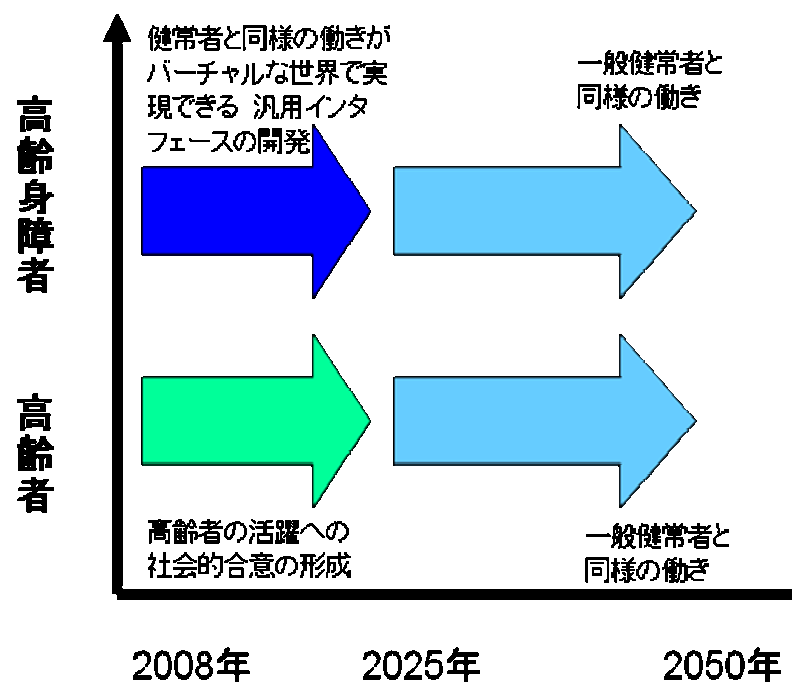 健常者と同様の働きが
バーチャルな世界で実
現できる 汎用インタ
フェースの開発
一般健常者と
同様の働き
高齢身障者
高齢者
高齢者の活躍への
社会的合意の形成
一般健常者と
同様の働き
2008年 2025年 2050年